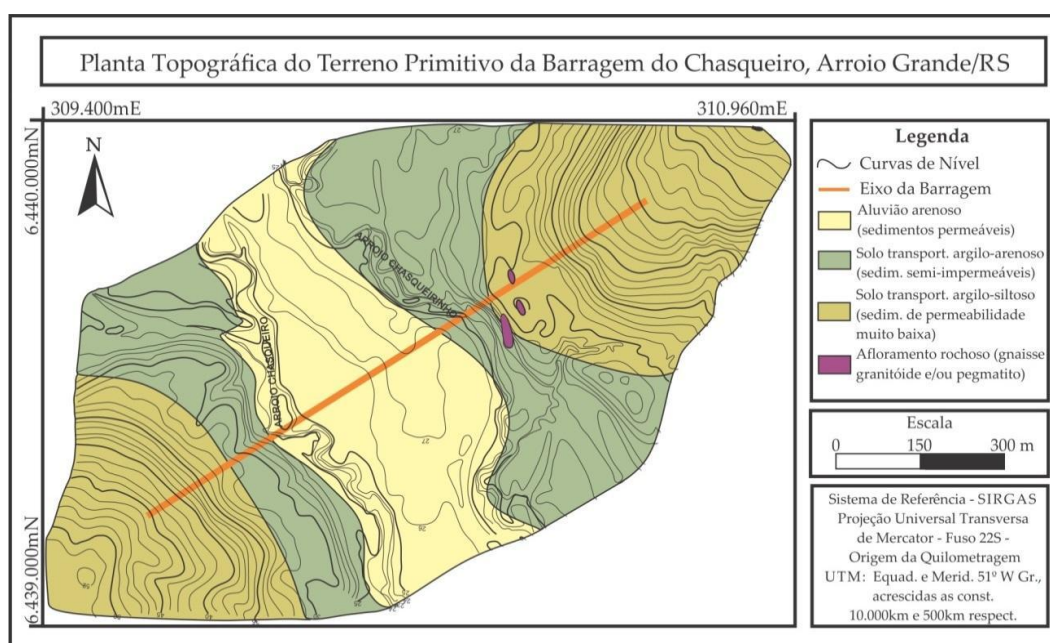 Planta Topográfica do Terreno Primitivo da Barragem do Chasqueiro, Arroio Grande/RS
309.400mE
310.960mE
6.440.000mN
6.439.000mN
N
ARROIO CHASQUEIRINHO
ARROIO CHASQUEIRO
27
27
26
25
Legenda
Curvas de Nível
Eixo da Barragem
Aluvião arenoso
(sedimentos permeáveis)
Solo transport. argilo-arenoso
(sedim. semi-impermeáveis)
Solo transport. argilo-siltoso
(sedim. de permeabilidade
muito baixa)
Afloramento rochoso (gnaisse
granitóide e/ou pegmatito)
Escala
0 150 300 m
Sistema de Referência - SIRGAS
Projeção Universal Transversa
de Mercator - Fuso 22S -
Origem da Quilometragem
UTM: Equad. e Merid. 51º W Gr.,
acrescidas as const.
10.000km e 500km respect.